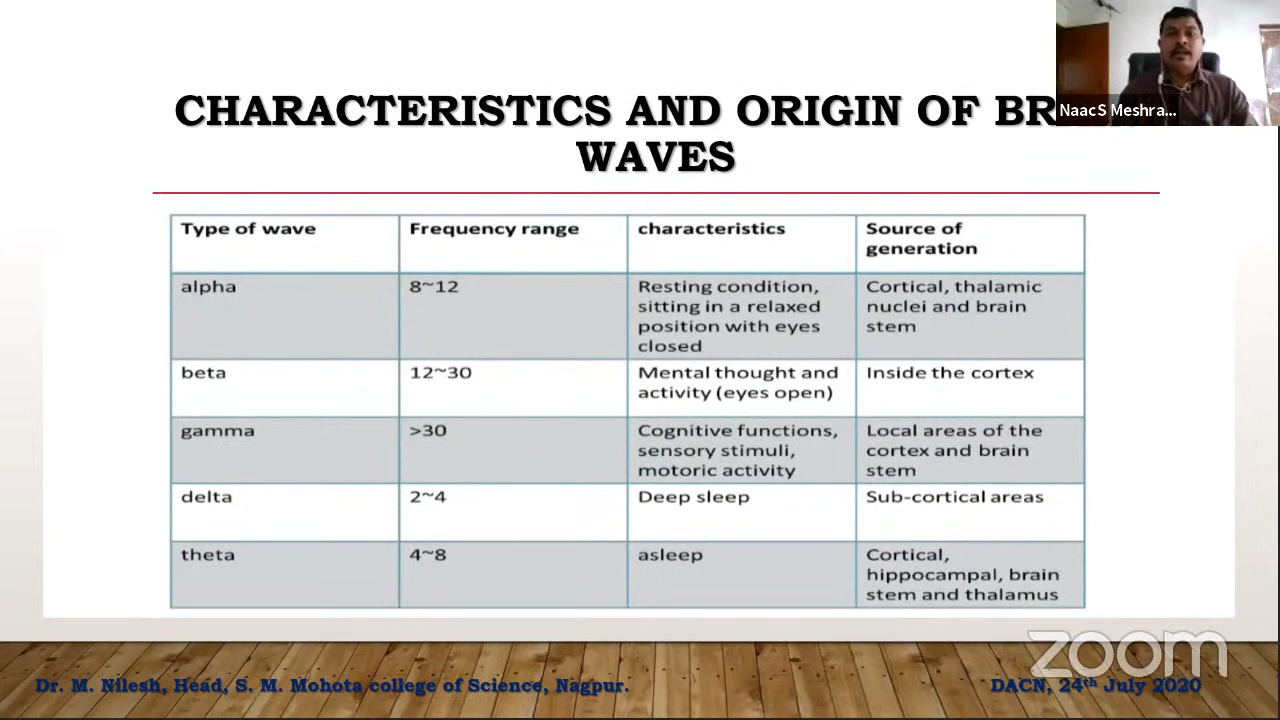 NaacS Meshra...
CHARACTERISTICS AND ORIGIN OF BR
WAVES
Type of wave Frequency range characteristics Source of
generation
alpha 8~12 Resting condition, Cortical, thalamic
sitting in a relaxed nuclei and brain
position with eyes stem
closed
beta 12~30 Mental thought and Inside the cortex
activity (eyes open)
gamma >30 Cognitive functions, Local areas of the
sensory stimuli, cortex and brain
motoric activity stem
delta 2~4 Deep sleep Sub-cortical areas
theta 4~8 asleep Cortical,
hippocampal, brain
stem and thalamus
zoom
Dr. M. Nilesh, Head, S. M. Mohota college of Science, Nagpur. DACN, 24th July 2020